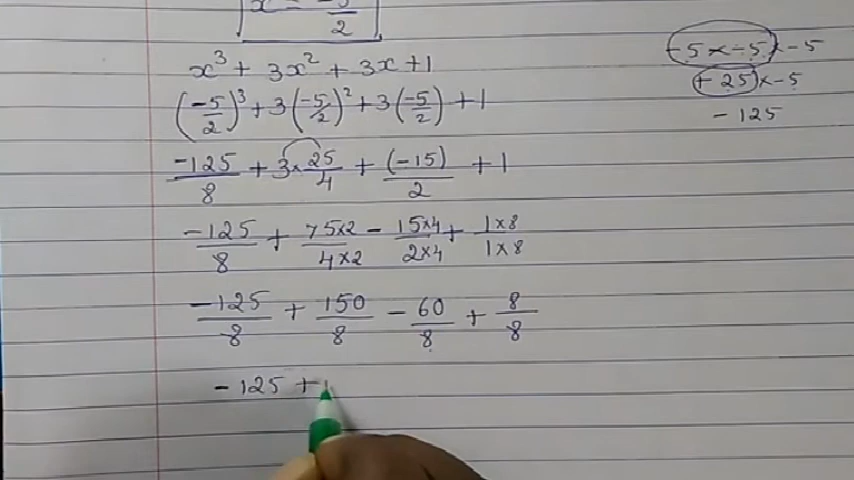 x = -5/2
x³ + 3x² + 3x + 1
(-5/2)³ + 3(-5/2)² + 3(-5/2) + 1
-125/8 + 3×25/4 + (-15)/2 + 1
-125/8 + 75×2/4×2 - 15×4/2×4 + 1×8/1×8
-125/8 + 150/8 - 60/8 + 8/8
-125 +
-5×-5×-5
+25×-5
-125